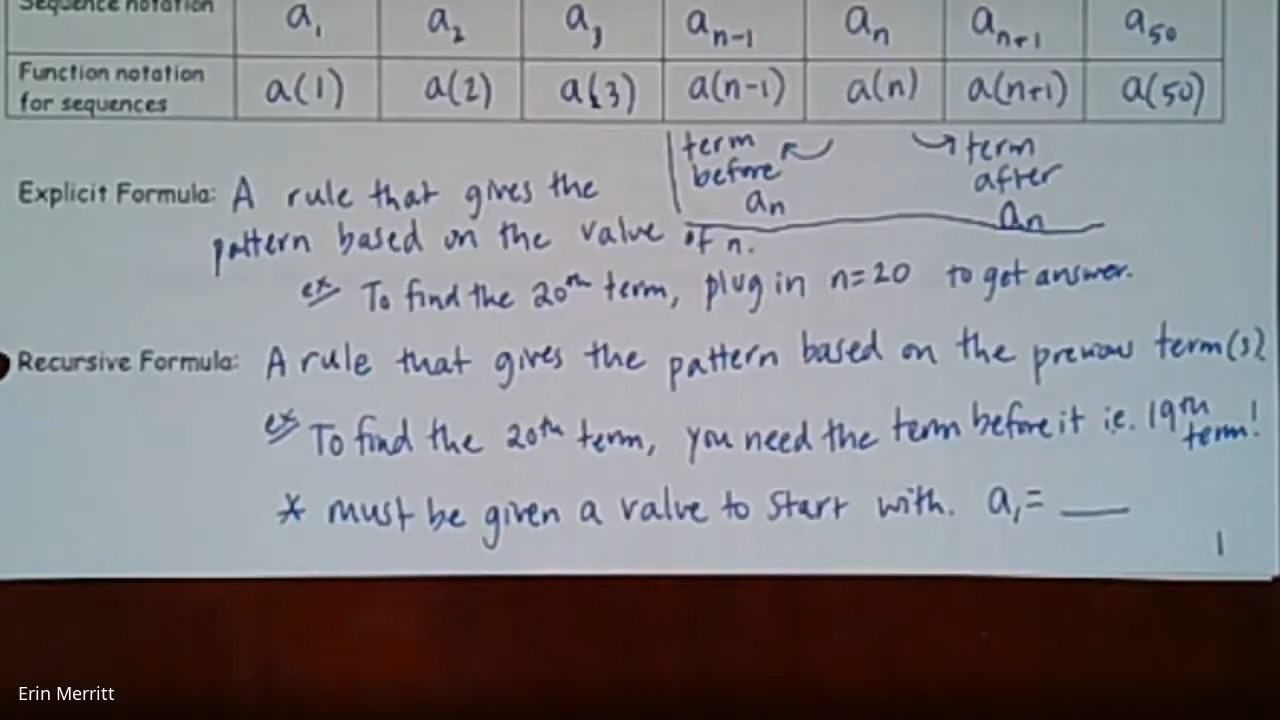 Sequence notation a₁ a₂ a₃ aₙ₋₁ aₙ aₙ₊₁ a₅₀
Function notation for sequences a(1) a(2) a(3) a(n-1) a(n) a(n+1) a(50)
term before aₙ
term after aₙ
Explicit Formula: A rule that gives the
pattern based on the value of n.
ex To find the 20th term, plug in n=20 to get answer.
Recursive Formula: A rule that gives the pattern based on the previous term(s)
ex To find the 20th term, you need the term before it i.e. 19th term!
* must be given a value to start with. a₁= __
1
Erin Merritt